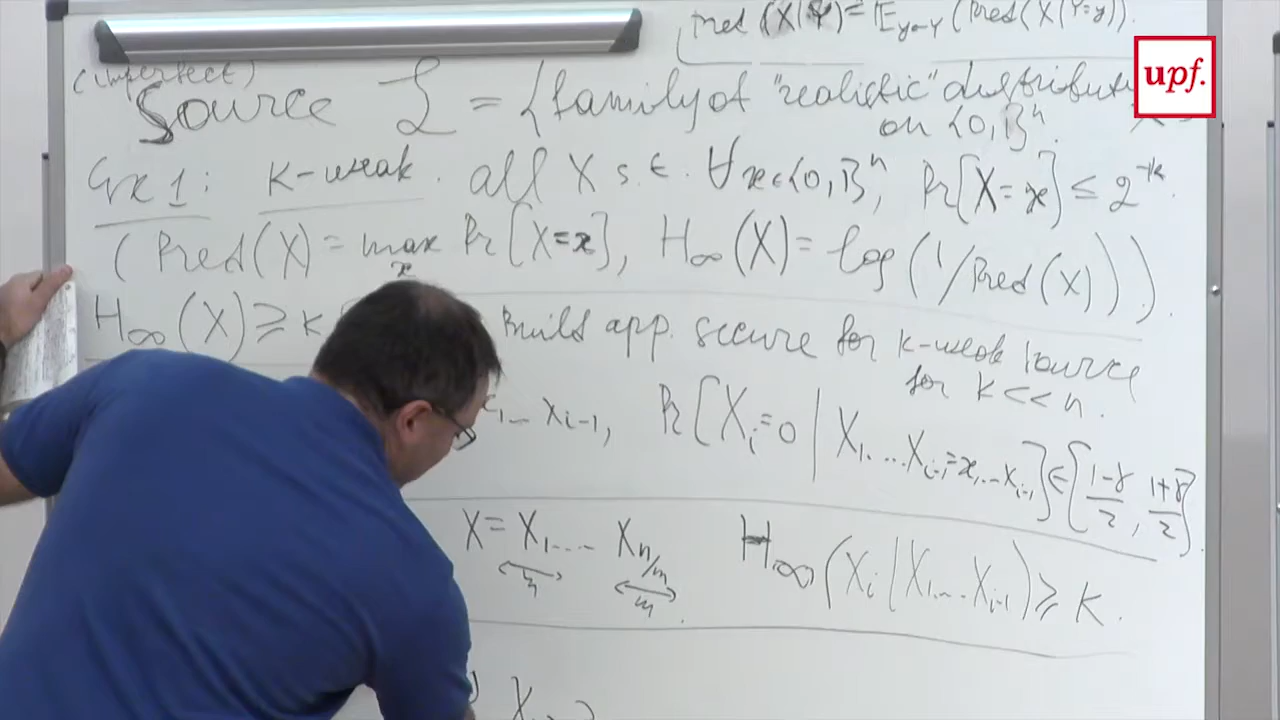 Pred (X|Y) = E_{y←Y} (Pred(X|Y=y)).
upf.
(imperfect)
Source 𝓛 = {family of "realistic" distribut
on {0,1}^n.
Ex 1: K-weak. all X s.t. ∀x∈{0,1}^n, Pr[X=x] ≤ 2^{-k}.
(Pred(X) = max_x Pr[X=x], H_∞(X) = log(1/Pred(X))).
H_∞(X) ≥ k
Build app. secure for k-weak source
for k << n.
x_{i-1}, Pr[X_i=0 | X_1....X_{i-1}=x_1...x_{i-1}] ∈ {(1-γ)/2, (1+γ)/2}.
X = X_1.... X_{n/m} H_∞(X_i|X_1...X_{i-1}) ≥ k.
m m